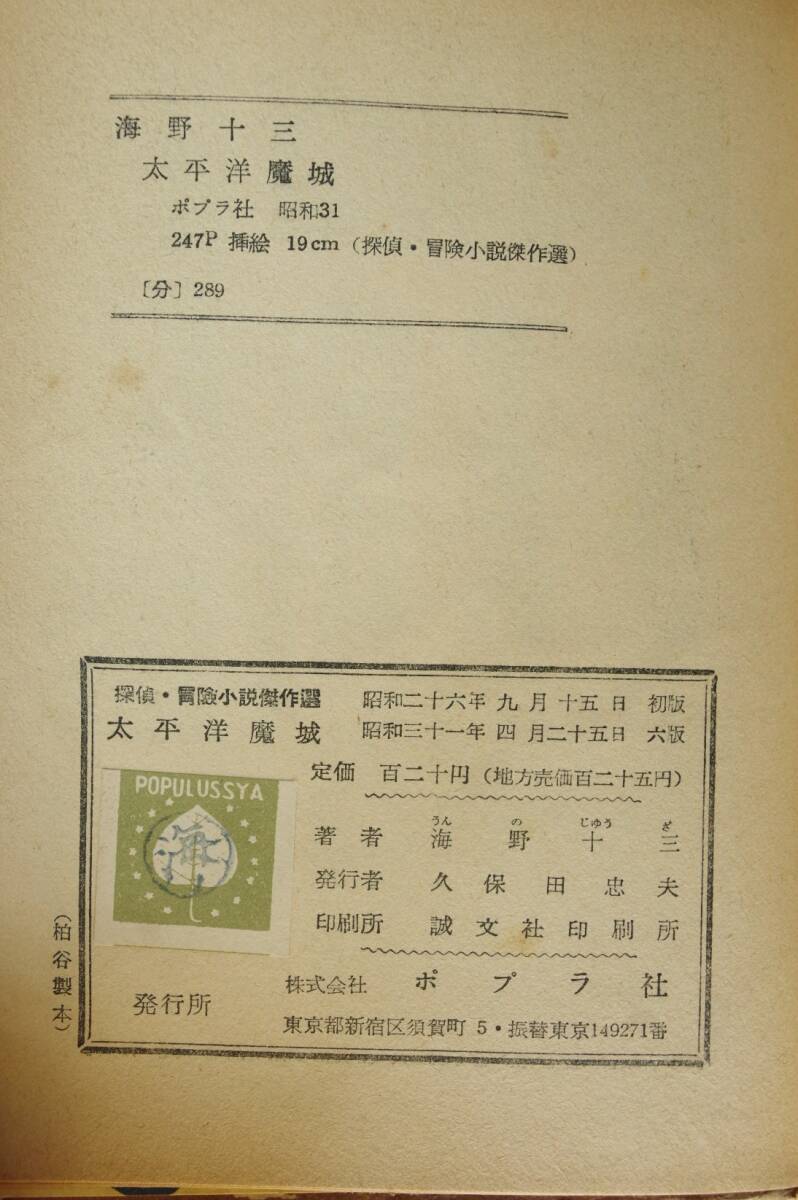 海野十三
太平洋魔城
ポプラ社 昭和31
247P 挿絵 19cm（探偵・冒険小説傑作選）
〔分〕289
探偵・冒險小説傑作選
太平洋魔城
昭和二十六年九月十五日 初版
昭和三十一年四月二十五日 六版
定価 百二十円（地方売価百二十五円）
POPULUSSYA
海
うんのじゅうざ
著者 海野十三
発行者 久保田忠夫
印刷所 誠文社印刷所
発行所
株式会社 ポプラ社
東京都新宿区須賀町5・振替東京149271番
（柏谷製本）